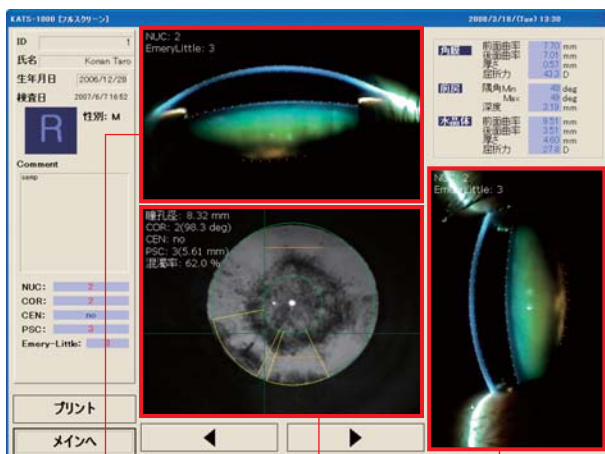 KATS-1000 [フルスクリーン]
2008/3/18/(Tue) 13:30
ID 1
氏名 Konan Taro
生年月日 2006/12/28
検査日 2007/6/7 16:52
R
性別: M
Comment
samp
NUC: 2
COR: 2
CEN: no
PSC: 3
Emery-Little: 3
プリント
メインへ
NUC: 2
EmeryLittle: 3
瞳孔径: 8.32 mm
COR: 2(98.3 deg)
CEN: no
PSC: 3(5.61 mm)
混濁率: 62.0 %
角膜
前面曲率 7.70 mm
後面曲率 7.01 mm
厚さ 0.57 mm
屈折力 43.3 D
前房
隅角Min 49 deg
Max 49 deg
深度 2.19 mm
水晶体
前面曲率 9.51 mm
後面曲率 3.51 mm
厚さ 4.60 mm
屈折力 27.8 D
NUC: 2
EmeryLittle: 3